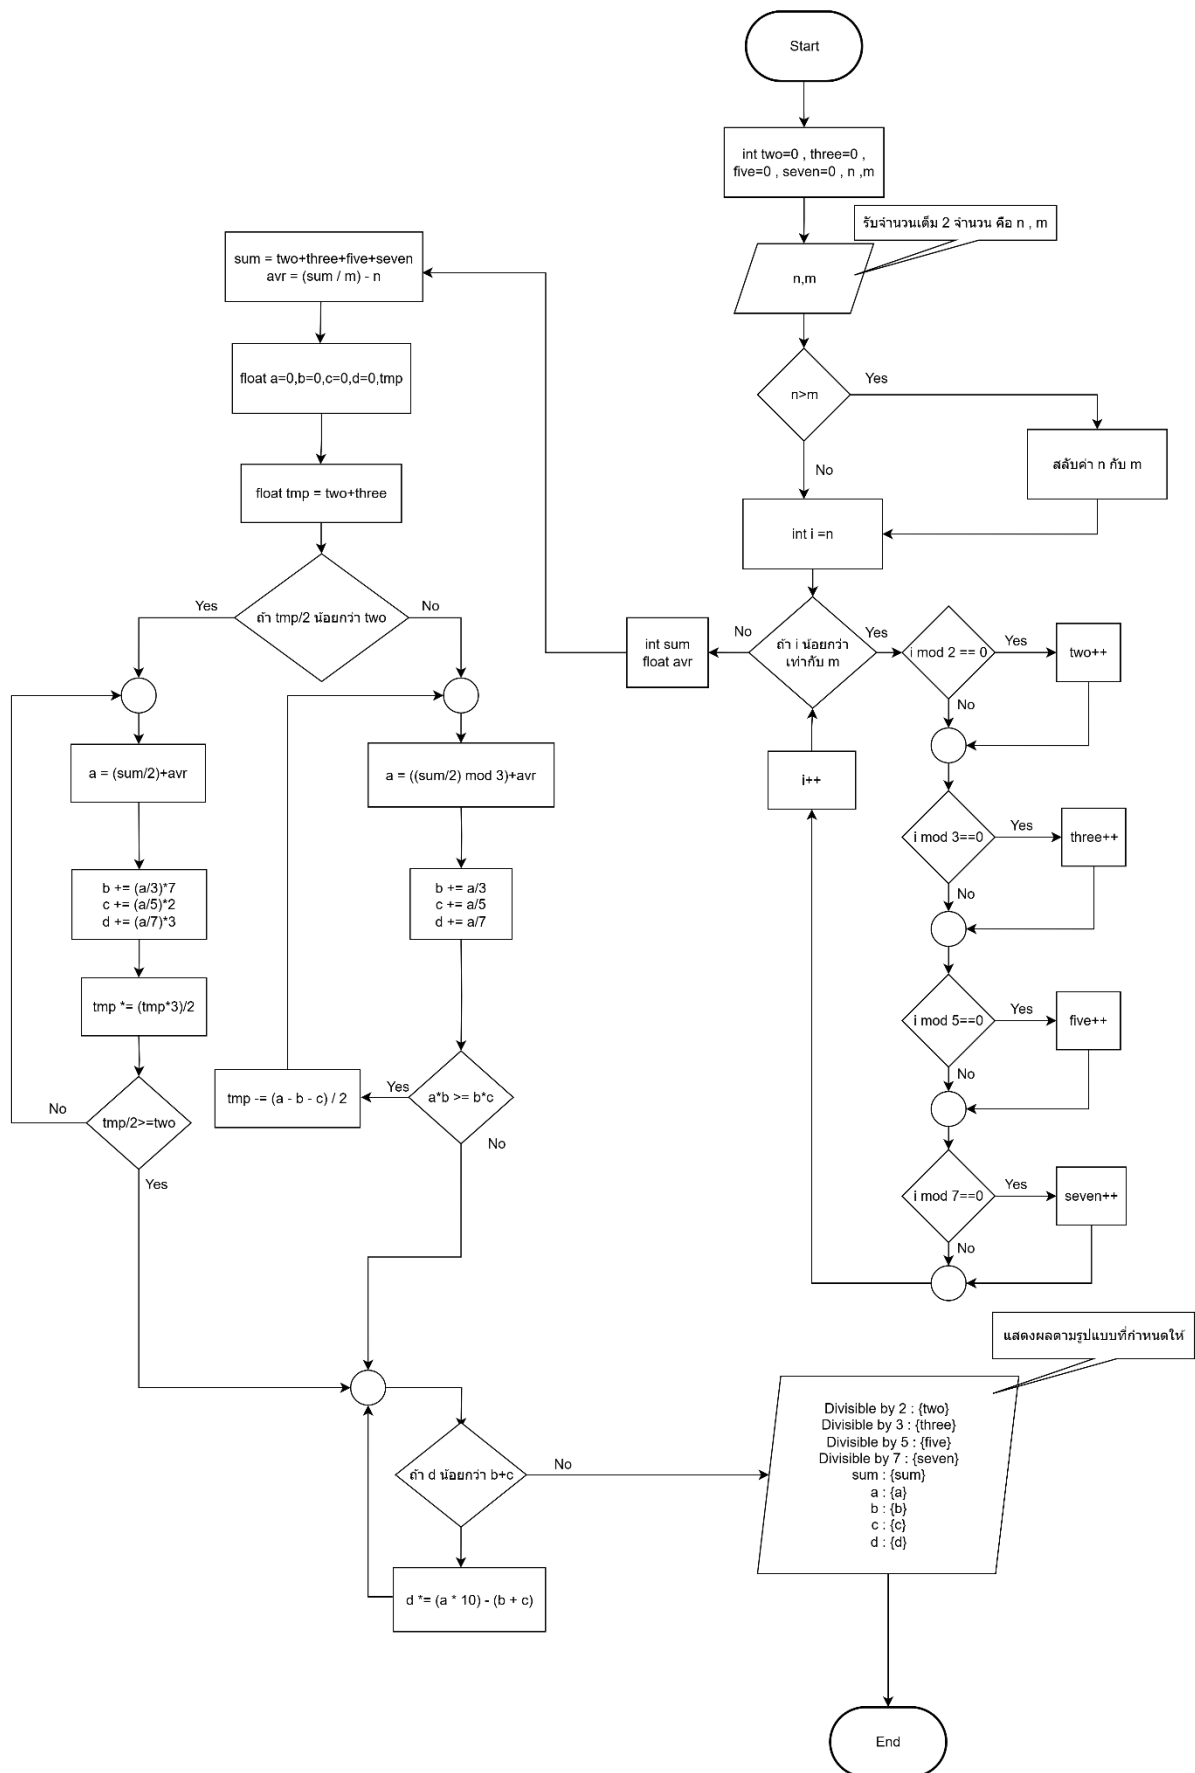 Start
int two=0 , three=0 ,
five=0 , seven=0 , n ,m
รับจำนวนเต็ม 2 จำนวน คือ n , m
n,m
n>m
Yes
สลับค่า n กับ m
No
int i =n
ถ้า i น้อยกว่า
เท่ากับ m
No
Yes
int sum
float avr
i mod 2 == 0
Yes
two++
No
i++
i mod 3==0
Yes
three++
No
i mod 5==0
Yes
five++
No
i mod 7==0
Yes
seven++
No
sum = two+three+five+seven
avr = (sum / m) - n
float a=0,b=0,c=0,d=0,tmp
float tmp = two+three
ถ้า tmp/2 น้อยกว่า two
Yes
No
a = (sum/2)+avr
b += (a/3)*7
c += (a/5)*2
d += (a/7)*3
tmp *= (tmp*3)/2
tmp/2>=two
No
Yes
a = ((sum/2) mod 3)+avr
b += a/3
c += a/5
d += a/7
a*b >= b*c
Yes
No
tmp -= (a - b - c) / 2
ถ้า d น้อยกว่า b+c
No
d *= (a * 10) - (b + c)
แสดงผลตามรูปแบบที่กำหนดให้
Divisible by 2 : {two}
Divisible by 3 : {three}
Divisible by 5 : {five}
Divisible by 7 : {seven}
sum : {sum}
a : {a}
b : {b}
c : {c}
d : {d}
End